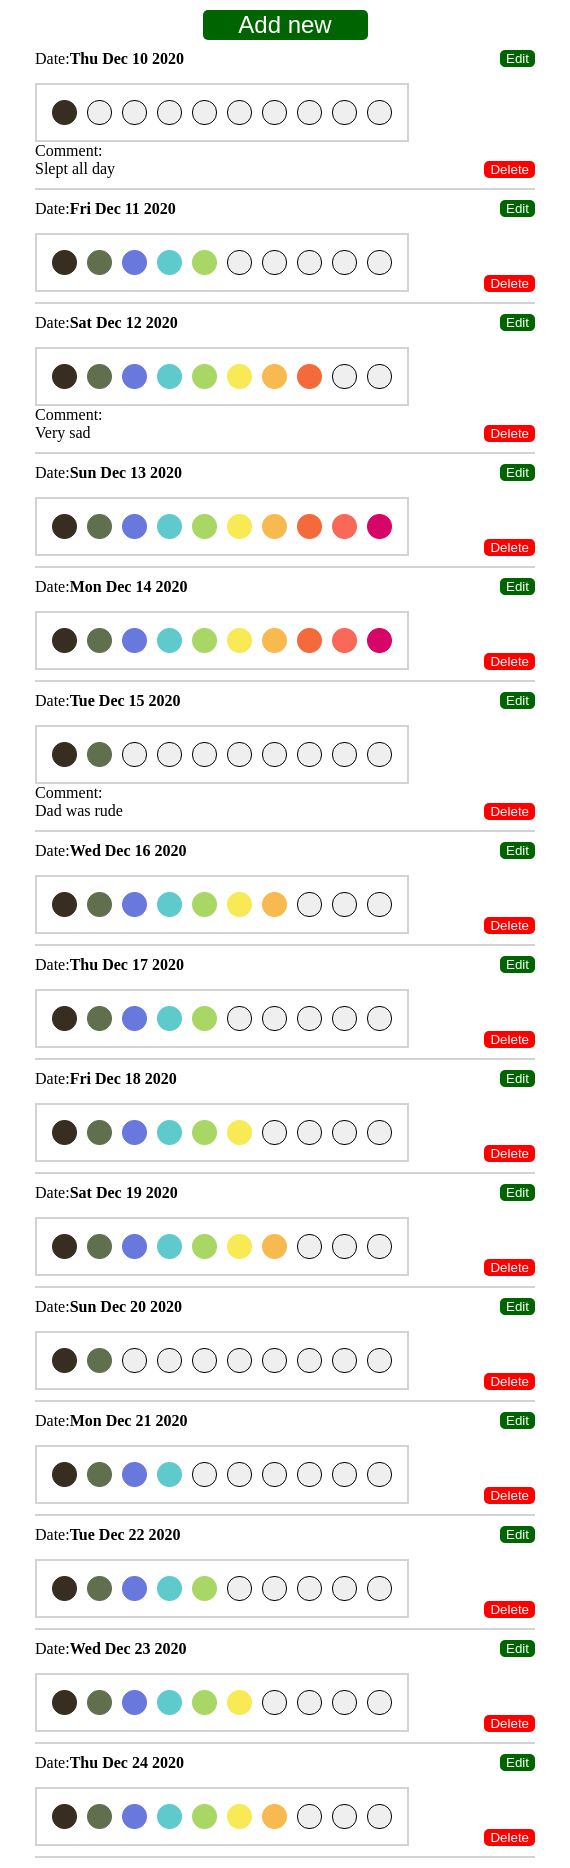 Add new
Date:Thu Dec 10 2020 Edit
Comment:
Slept all day Delete
Date:Fri Dec 11 2020 Edit
Delete
Date:Sat Dec 12 2020 Edit
Comment:
Very sad Delete
Date:Sun Dec 13 2020 Edit
Delete
Date:Mon Dec 14 2020 Edit
Delete
Date:Tue Dec 15 2020 Edit
Comment:
Dad was rude Delete
Date:Wed Dec 16 2020 Edit
Delete
Date:Thu Dec 17 2020 Edit
Delete
Date:Fri Dec 18 2020 Edit
Delete
Date:Sat Dec 19 2020 Edit
Delete
Date:Sun Dec 20 2020 Edit
Delete
Date:Mon Dec 21 2020 Edit
Delete
Date:Tue Dec 22 2020 Edit
Delete
Date:Wed Dec 23 2020 Edit
Delete
Date:Thu Dec 24 2020 Edit
Delete